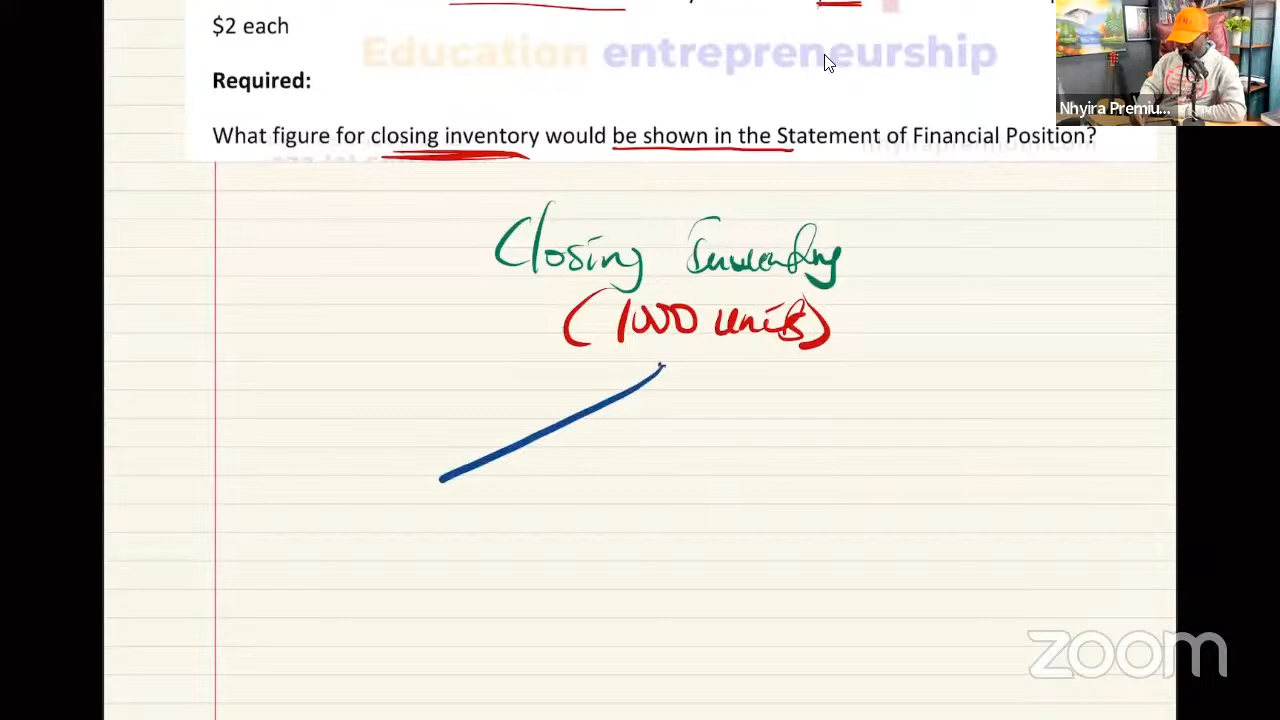 $2 each
Education entrepreneurship
Required:
Nhyira Premiu...
What figure for closing inventory would be shown in the Statement of Financial Position?
Closing Inventory
(1000 units)
zoom